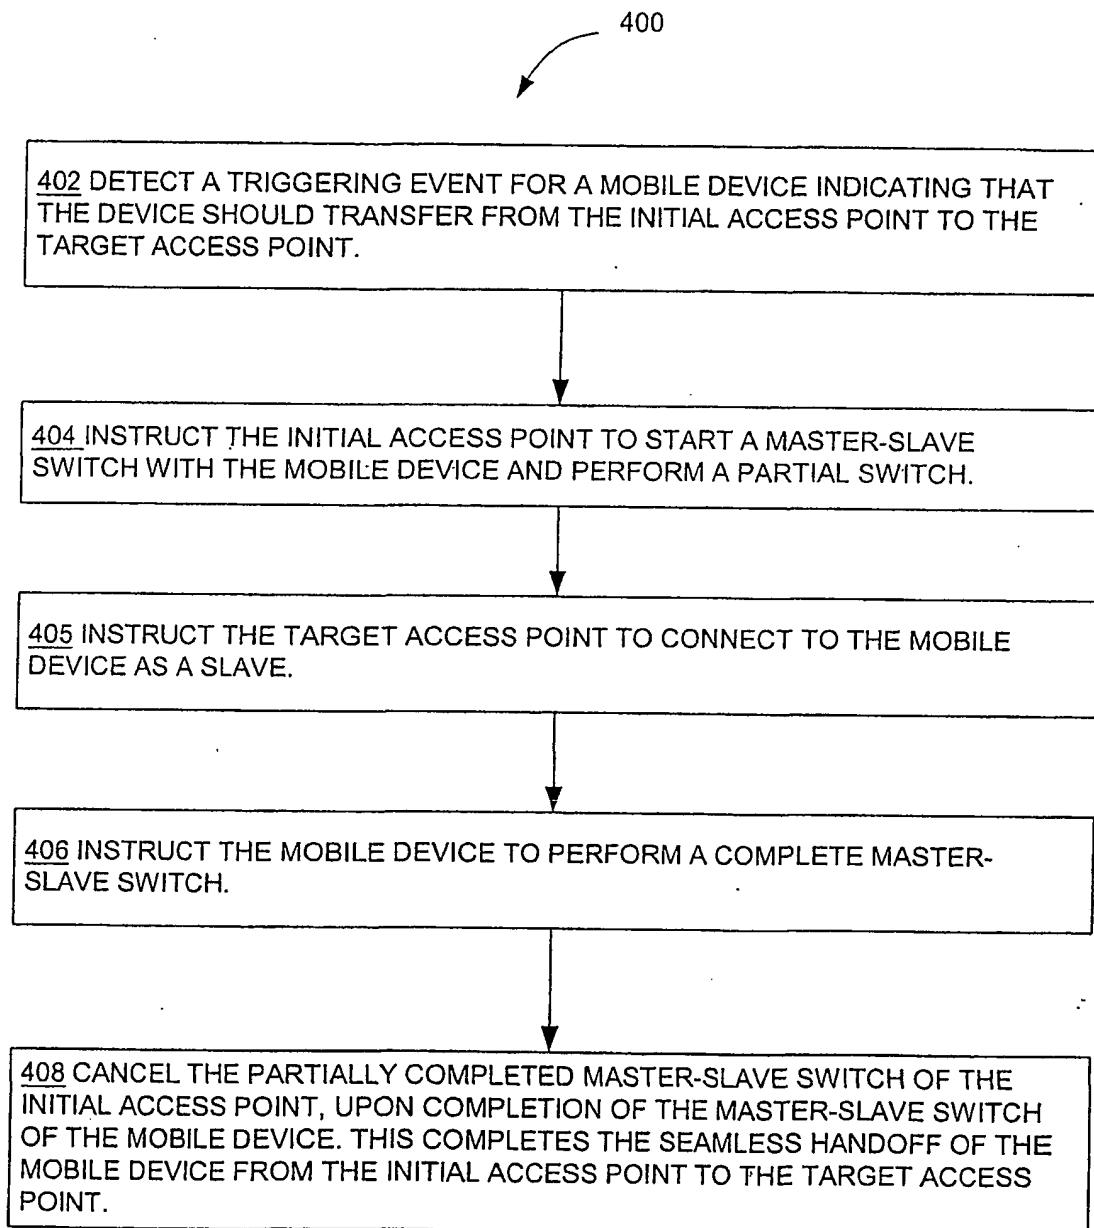 400
402 DETECT A TRIGGERING EVENT FOR A MOBILE DEVICE INDICATING THAT
THE DEVICE SHOULD TRANSFER FROM THE INITIAL ACCESS POINT TO THE
TARGET ACCESS POINT.
404 INSTRUCT THE INITIAL ACCESS POINT TO START A MASTER-SLAVE
SWITCH WITH THE MOBILE DEVICE AND PERFORM A PARTIAL SWITCH.
405 INSTRUCT THE TARGET ACCESS POINT TO CONNECT TO THE MOBILE
DEVICE AS A SLAVE.
406 INSTRUCT THE MOBILE DEVICE TO PERFORM A COMPLETE MASTER-
SLAVE SWITCH.
408 CANCEL THE PARTIALLY COMPLETED MASTER-SLAVE SWITCH OF THE
INITIAL ACCESS POINT, UPON COMPLETION OF THE MASTER-SLAVE SWITCH
OF THE MOBILE DEVICE. THIS COMPLETES THE SEAMLESS HANDOFF OF THE
MOBILE DEVICE FROM THE INITIAL ACCESS POINT TO THE TARGET ACCESS
POINT.